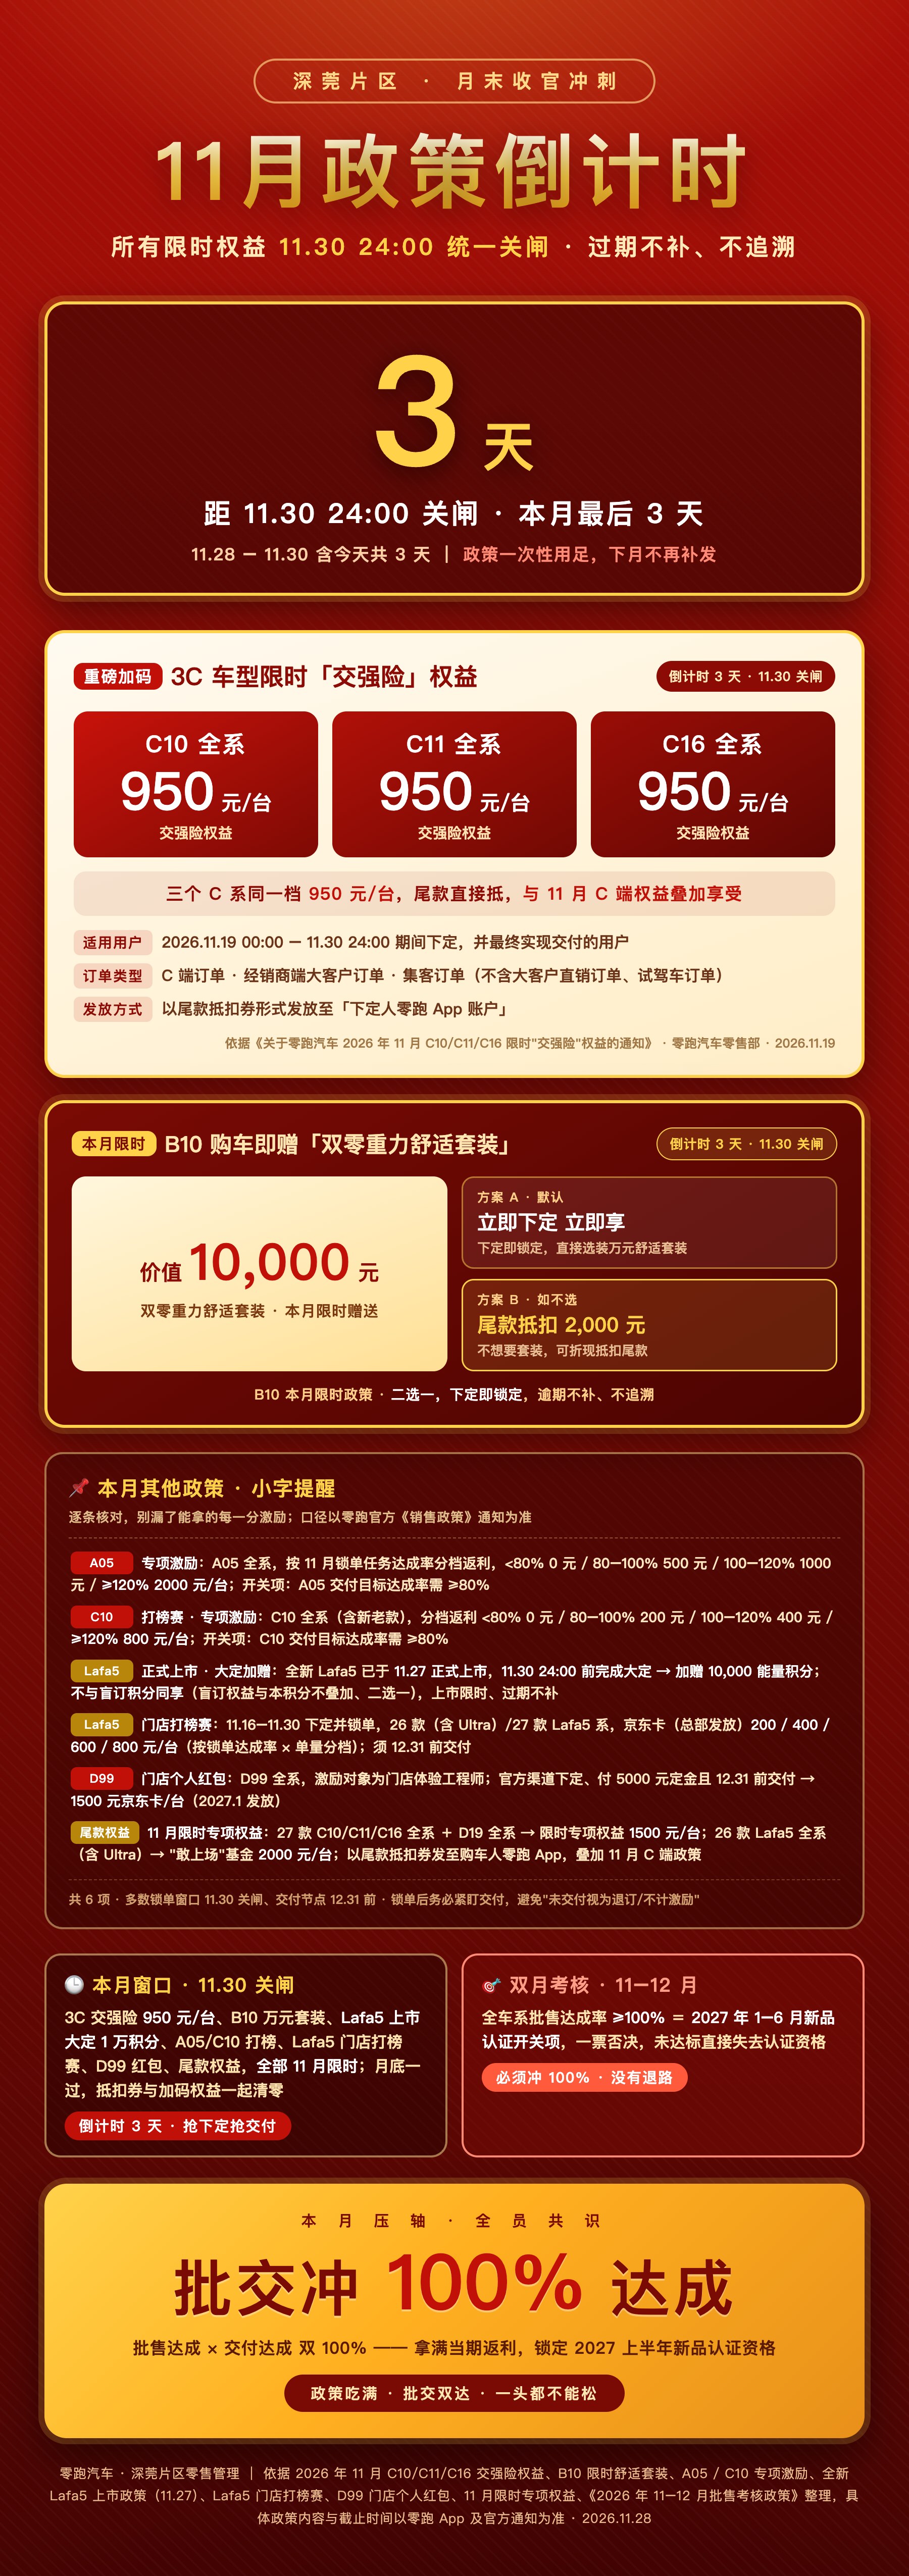 深莞片区 · 月末收官冲刺
11月政策倒计时
所有限时权益 11.30 24:00 统一关闸 · 过期不补、不追溯
3 天
距 11.30 24:00 关闸 · 本月最后 3 天
11.28 — 11.30 含今天共 3 天 ｜ 政策一次性用足，下月不再补发
重磅加码 3C 车型限时「交强险」权益 倒计时 3 天 · 11.30 关闸
C10 全系
950 元/台
交强险权益
C11 全系
950 元/台
交强险权益
C16 全系
950 元/台
交强险权益
三个 C 系同一档 950 元/台，尾款直接抵，与 11 月 C 端权益叠加享受
适用用户 2026.11.19 00:00 — 11.30 24:00 期间下定，并最终实现交付的用户
订单类型 C 端订单 · 经销商端大客户订单 · 集客订单（不含大客户直销订单、试驾车订单）
发放方式 以尾款抵扣券形式发放至「下定人零跑 App 账户」
依据《关于零跑汽车 2026 年 11 月 C10/C11/C16 限时"交强险"权益的通知》 · 零跑汽车零售部 · 2026.11.19
本月限时 B10 购车即赠「双零重力舒适套装」 倒计时 3 天 · 11.30 关闸
价值 10,000 元
双零重力舒适套装 · 本月限时赠送
方案 A · 默认
立即下定 立即享
下定即锁定，直接选装万元舒适套装
方案 B · 如不选
尾款抵扣 2,000 元
不想要套装，可折现抵扣尾款
B10 本月限时政策 · 二选一，下定即锁定，逾期不补、不追溯
📌 本月其他政策 · 小字提醒
逐条核对，别漏了能拿的每一分激励；口径以零跑官方《销售政策》通知为准
A05 专项激励：A05 全系，按 11 月锁单任务达成率分档返利，<80% 0 元 / 80—100% 500 元 / 100—120% 1000
元 / ≥120% 2000 元/台；开关项：A05 交付目标达成率需 ≥80%
C10 打榜赛 · 专项激励：C10 全系（含新老款），分档返利 <80% 0 元 / 80—100% 200 元 / 100—120% 400 元 /
≥120% 800 元/台；开关项：C10 交付目标达成率需 ≥80%
Lafa5 正式上市 · 大定加赠：全新 Lafa5 已于 11.27 正式上市，11.30 24:00 前完成大定 → 加赠 10,000 能量积分；
不与盲订积分同享（盲订权益与本积分不叠加、二选一），上市限时、过期不补
Lafa5 门店打榜赛：11.16—11.30 下定并锁单，26 款（含 Ultra）/27 款 Lafa5 系，京东卡（总部发放）200 / 400 /
600 / 800 元/台（按锁单达成率 × 单量分档）；须 12.31 前交付
D99 门店个人红包：D99 全系，激励对象为门店体验工程师；官方渠道下定、付 5000 元定金且 12.31 前交付 →
1500 元京东卡/台（2027.1 发放）
尾款权益 11 月限时专项权益：27 款 C10/C11/C16 全系 ＋ D19 全系 → 限时专项权益 1500 元/台；26 款 Lafa5 全系
（含 Ultra）→ "敢上场"基金 2000 元/台；以尾款抵扣券发至购车人零跑 App，叠加 11 月 C 端政策
共 6 项 · 多数锁单窗口 11.30 关闸、交付节点 12.31 前 · 锁单后务必紧盯交付，避免"未交付视为退订/不计激励"
🕒 本月窗口 · 11.30 关闸
3C 交强险 950 元/台、B10 万元套装、Lafa5 上市
大定 1 万积分、A05/C10 打榜、Lafa5 门店打榜
赛、D99 红包、尾款权益，全部 11 月限时；月底一
过，抵扣券与加码权益一起清零
倒计时 3 天 · 抢下定抢交付
🎯 双月考核 · 11—12 月
全车系批售达成率 ≥100% ＝ 2027 年 1—6 月新品
认证开关项，一票否决，未达标直接失去认证资格
必须冲 100% · 没有退路
本月压轴 · 全员共识
批交冲 100% 达成
批售达成 × 交付达成 双 100% —— 拿满当期返利，锁定 2027 上半年新品认证资格
政策吃满 · 批交双达 · 一头都不能松
零跑汽车 · 深莞片区零售管理 ｜ 依据 2026 年 11 月 C10/C11/C16 交强险权益、B10 限时舒适套装、A05 / C10 专项激励、全新
Lafa5 上市政策（11.27）、Lafa5 门店打榜赛、D99 门店个人红包、11 月限时专项权益、《2026 年 11—12 月批售考核政策》整理，具
体政策内容与截止时间以零跑 App 及官方通知为准 · 2026.11.28